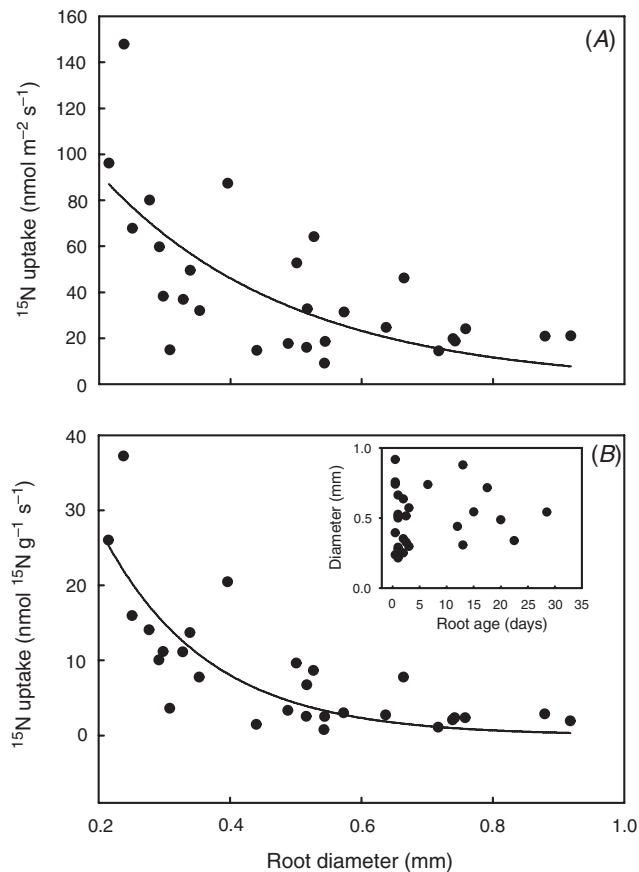 160
(A)
140
120
100
80
60
40
20
0
¹⁵N uptake (nmol m⁻² s⁻¹)
40
(B)
30
20
10
0
¹⁵N uptake (nmol ¹⁵N g⁻¹ s⁻¹)
1.0
0.5
0.0
Diameter (mm)
0 5 10 15 20 25 30 35
Root age (days)
0.2 0.4 0.6 0.8 1.0
Root diameter (mm)